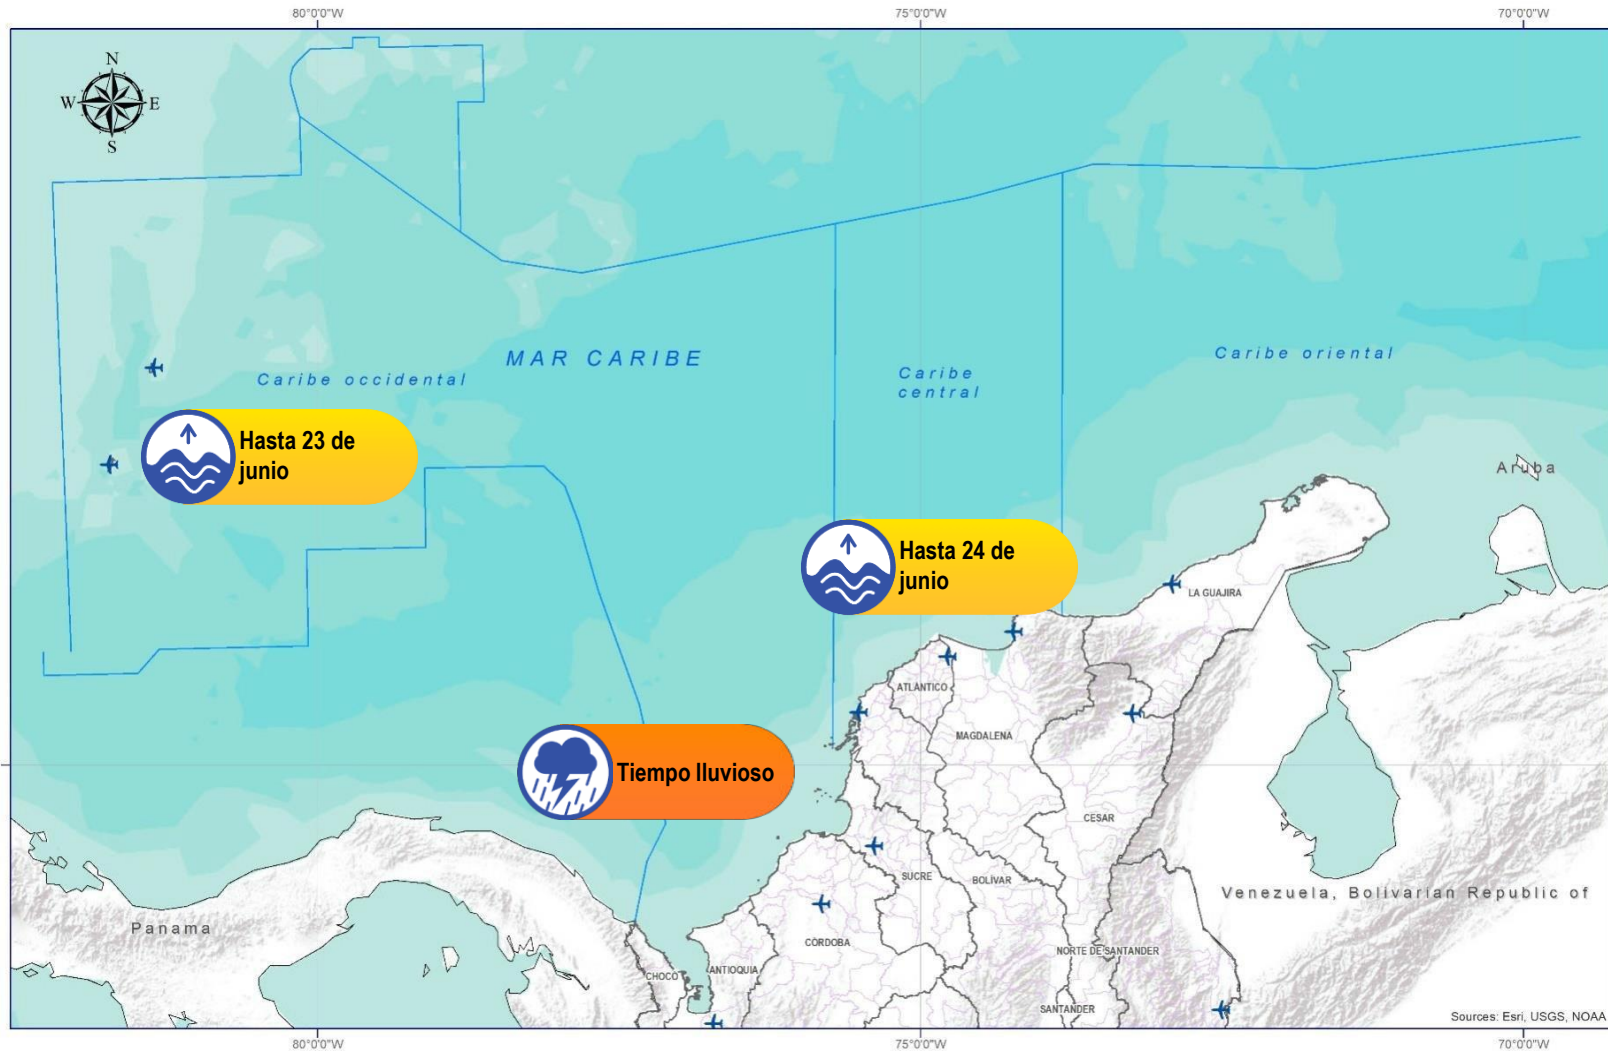 80°0'0"W
75°0'0"W
70°0'0"W
N
W
E
S
MAR CARIBE
Caribe oriental
Caribe occidental
Caribe
central
Hasta 23 de
junio
Aruba
Hasta 24 de
junio
LA GUAJIRA
ATLÁNTICO
MAGDALENA
Tiempo lluvioso
CESAR
SUCRE
BOLÍVAR
Venezuela, Bolivarian Republic of
Panama
CÓRDOBA
NORTE DE SANTANDER
CHOCÓ
ANTIOQUIA
SANTANDER
Sources: Esri, USGS, NOAA
80°0'0"W
75°0'0"W
70°0'0"W